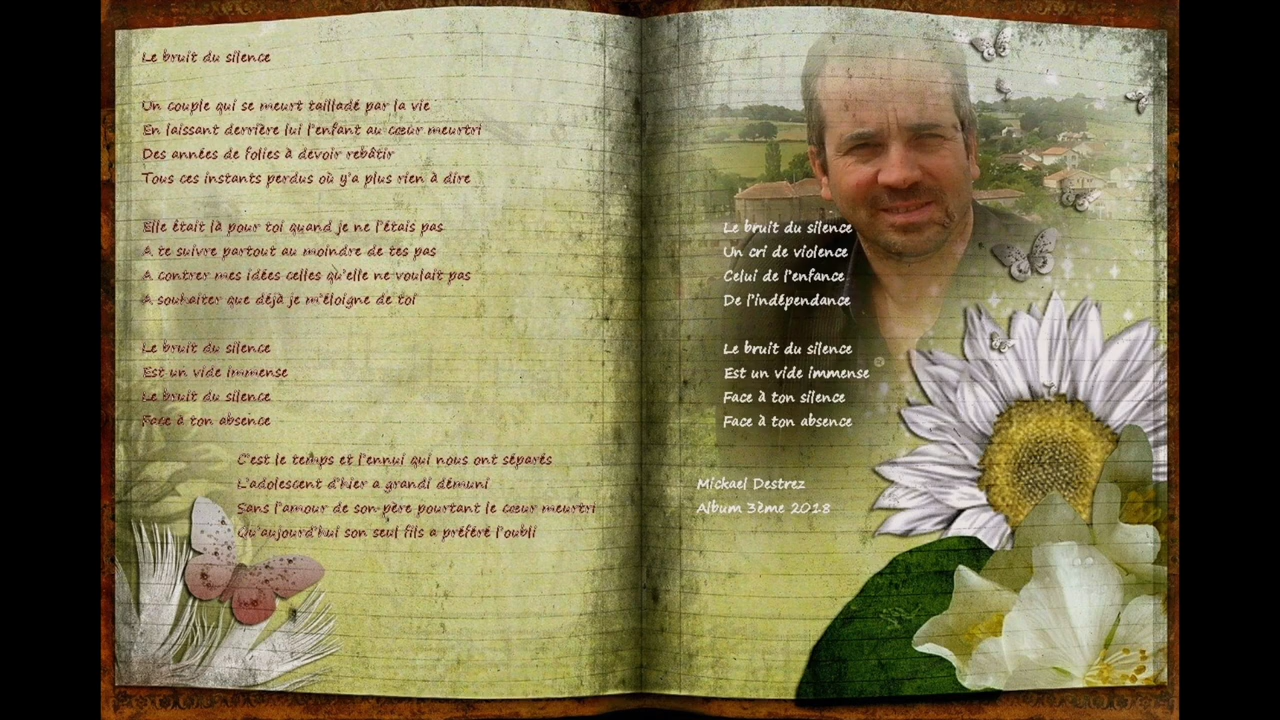 Le bruit du silence
Un couple qui se meurt tailladé par la vie
En laissant derrière lui l'enfant au cœur meurtri
Des années de folies à devoir rebâtir
Tous ces instants perdus où y'a plus rien à dire
Elle était là pour toi quand je ne l'étais pas
A te suivre partout au moindre de tes pas
A contrer mes idées celles qu'elle ne voulait pas
A souhaiter que déjà je m'éloigne de toi
Le bruit du silence
Est un vide immense
Le bruit du silence
Face à ton absence
C'est le temps et l'ennui qui nous ont séparés
L'adolescent d'hier a grandi démuni
Sans l'amour de son père pourtant le cœur meurtri
Qu'aujourd'hui son seul fils a préféré l'oubli
Le bruit du silence
Un cri de violence
Celui de l'enfance
De l'indépendance
Le bruit du silence
Est un vide immense
Face à ton silence
Face à ton absence
Mickael Destrez
Album 3ème 2018